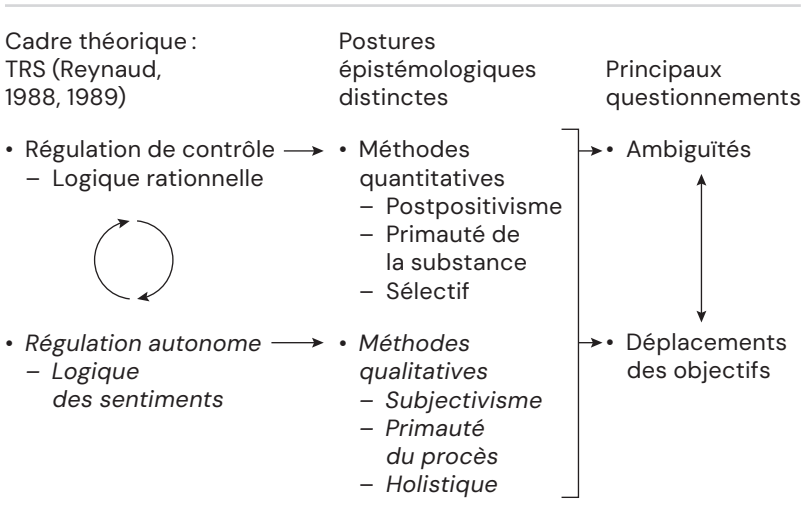 Cadre théorique :
TRS (Reynaud,
1988, 1989)
Postures
épistémologiques
distinctes
Principaux
questionnements
• Régulation de contrôle
– Logique rationnelle
• Méthodes
quantitatives
– Postpositivisme
– Primauté de
la substance
– Sélectif
• Ambiguïtés
• Régulation autonome
– Logique
des sentiments
• Méthodes
qualitatives
– Subjectivisme
– Primauté
du procès
– Holistique
• Déplacements
des objectifs